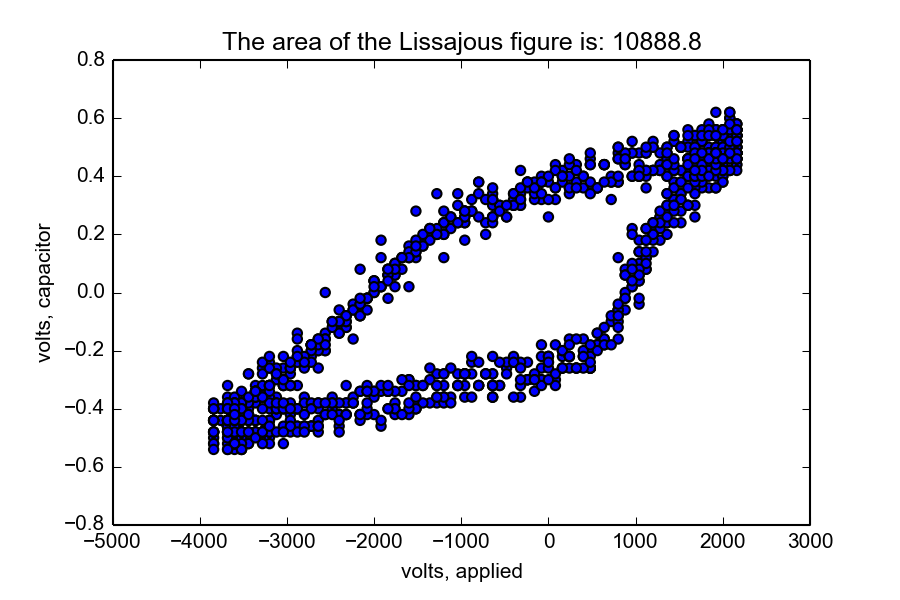 The area of the Lissajous figure is: 10888.8
0.8
0.6
0.4
0.2
0.0
−0.2
−0.4
−0.6
−0.8
volts, capacitor
−5000 −4000 −3000 −2000 −1000 0 1000 2000 3000
volts, applied